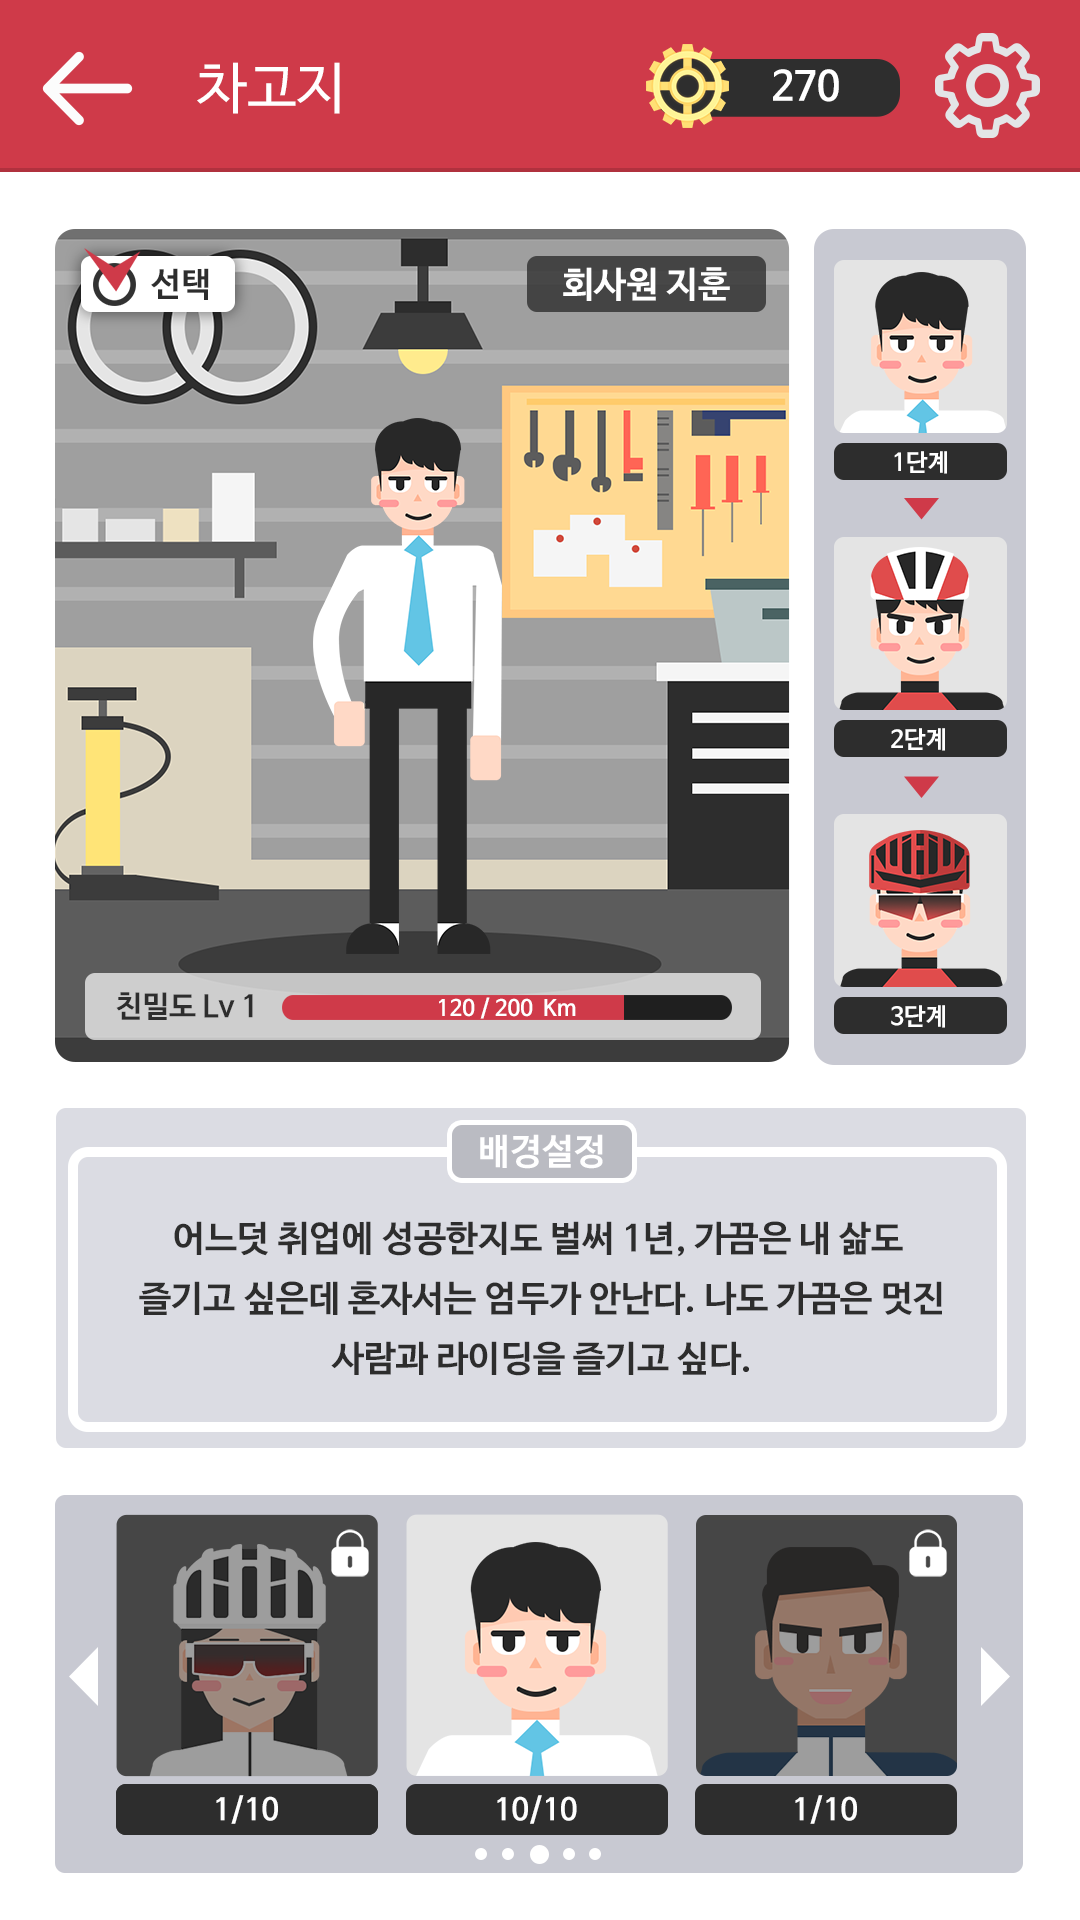 차고지
270
선택
회사원 지훈
1단계
2단계
3단계
친밀도 Lv 1
120 / 200 Km
배경설정
어느덧 취업에 성공한지도 벌써 1년, 가끔은 내 삶도
즐기고 싶은데 혼자서는 엄두가 안난다. 나도 가끔은 멋진
사람과 라이딩을 즐기고 싶다.
1/10
10/10
1/10